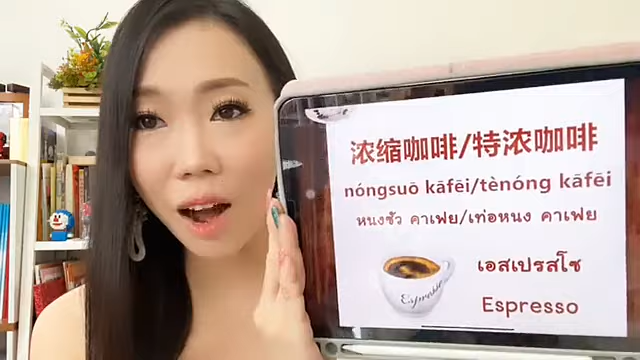 浓缩咖啡/特浓咖啡
nóngsuō kāfēi/tènóng kāfēi
หนงซัว คาเฟย/เท่อหนง คาเฟย
เอสเปรสโซ
Espresso
Espresso